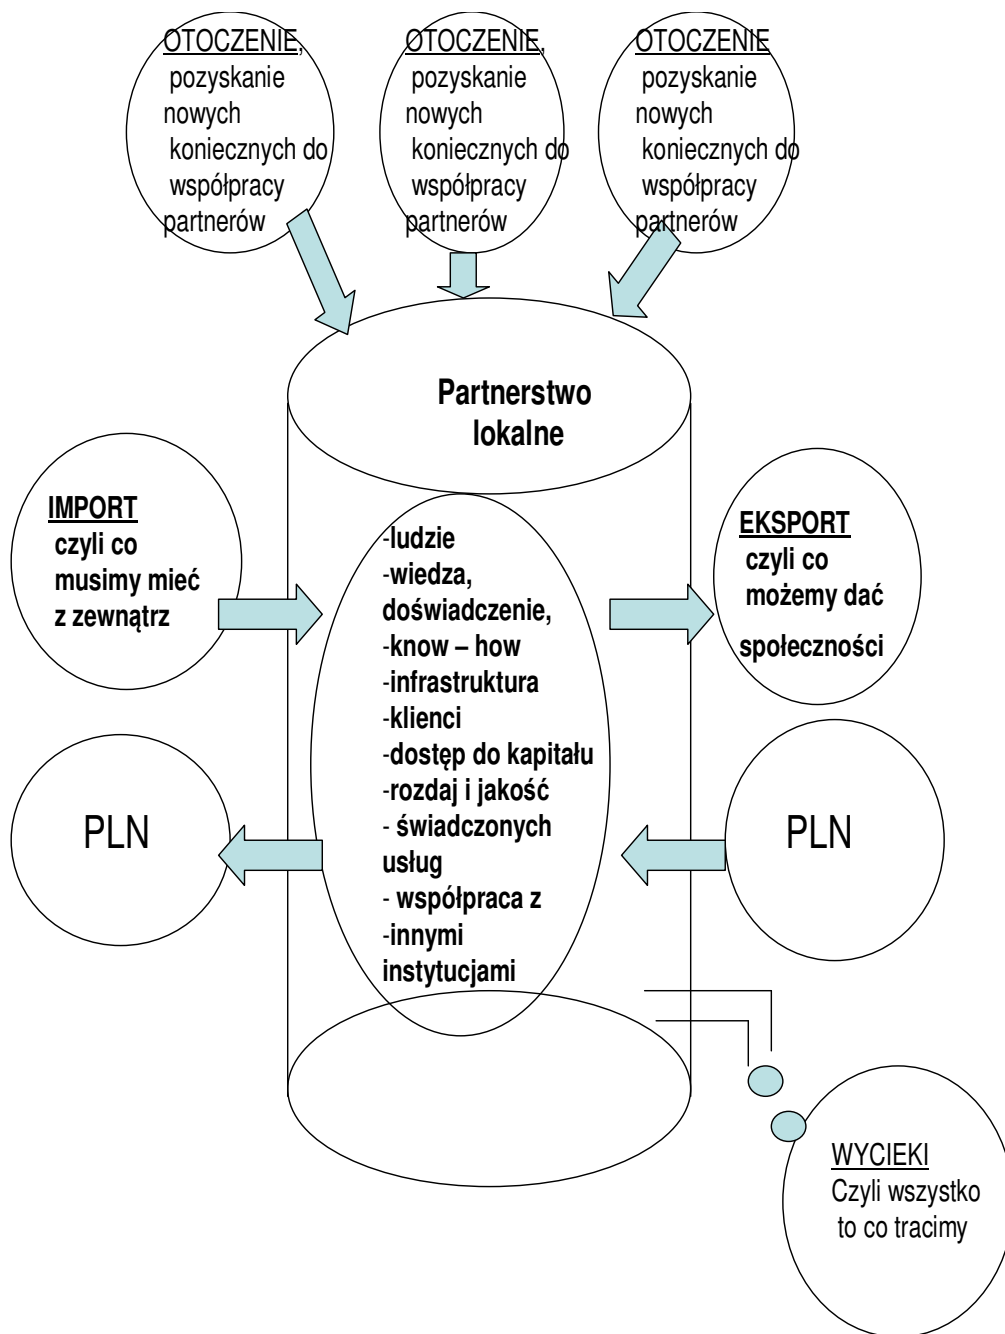 OTOCZENIE,
pozyskanie
nowych
koniecznych do
współpracy
partnerów
OTOCZENIE,
pozyskanie
nowych
koniecznych do
współpracy
partnerów
OTOCZENIE
pozyskanie
nowych
koniecznych do
współpracy
partnerów
Partnerstwo
lokalne
IMPORT
czyli co
musimy mieć
z zewnątrz
-ludzie
-wiedza,
doświadczenie,
-know – how
-infrastruktura
-klienci
-dostęp do kapitału
-rozdaj i jakość
- świadczonych
usług
- współpraca z
-innymi
instytucjami
EKSPORT
czyli co
możemy dać
społeczności
PLN
PLN
WYCIEKI
Czyli wszystko
to co tracimy